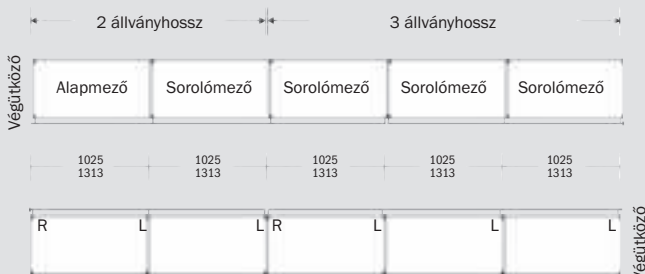 2 állványhossz 3 állványhossz
Végütköző
Alapmező Sorolómező Sorolómező Sorolómező Sorolómező
1025 1025 1025 1025 1025
1313 1313 1313 1313 1313
R L L R L L L
Végütköző